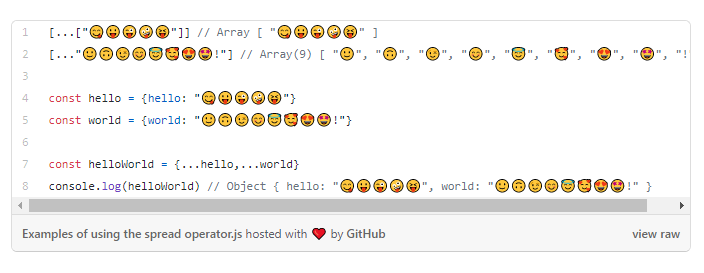 1 [...["😋😛😜🤪😝"]] // Array [ "😋😛😜🤪😝" ]
2 [..."🙂🙃😉😊😇🥰😍🤩!"] // Array(9) [ "🙂", "🙃", "😉", "😊", "😇", "🥰", "😍", "🤩", "!
3
4 const hello = {hello: "😋😛😜🤪😝"}
5 const world = {world: "🙂🙃😉😊😇🥰😍🤩!"}
6
7 const helloWorld = {...hello,...world}
8 console.log(helloWorld) // Object { hello: "😋😛😜🤪😝", world: "🙂🙃😉😊😇🥰😍🤩!" }
Examples of using the spread operator.js hosted with ❤ by GitHub view raw